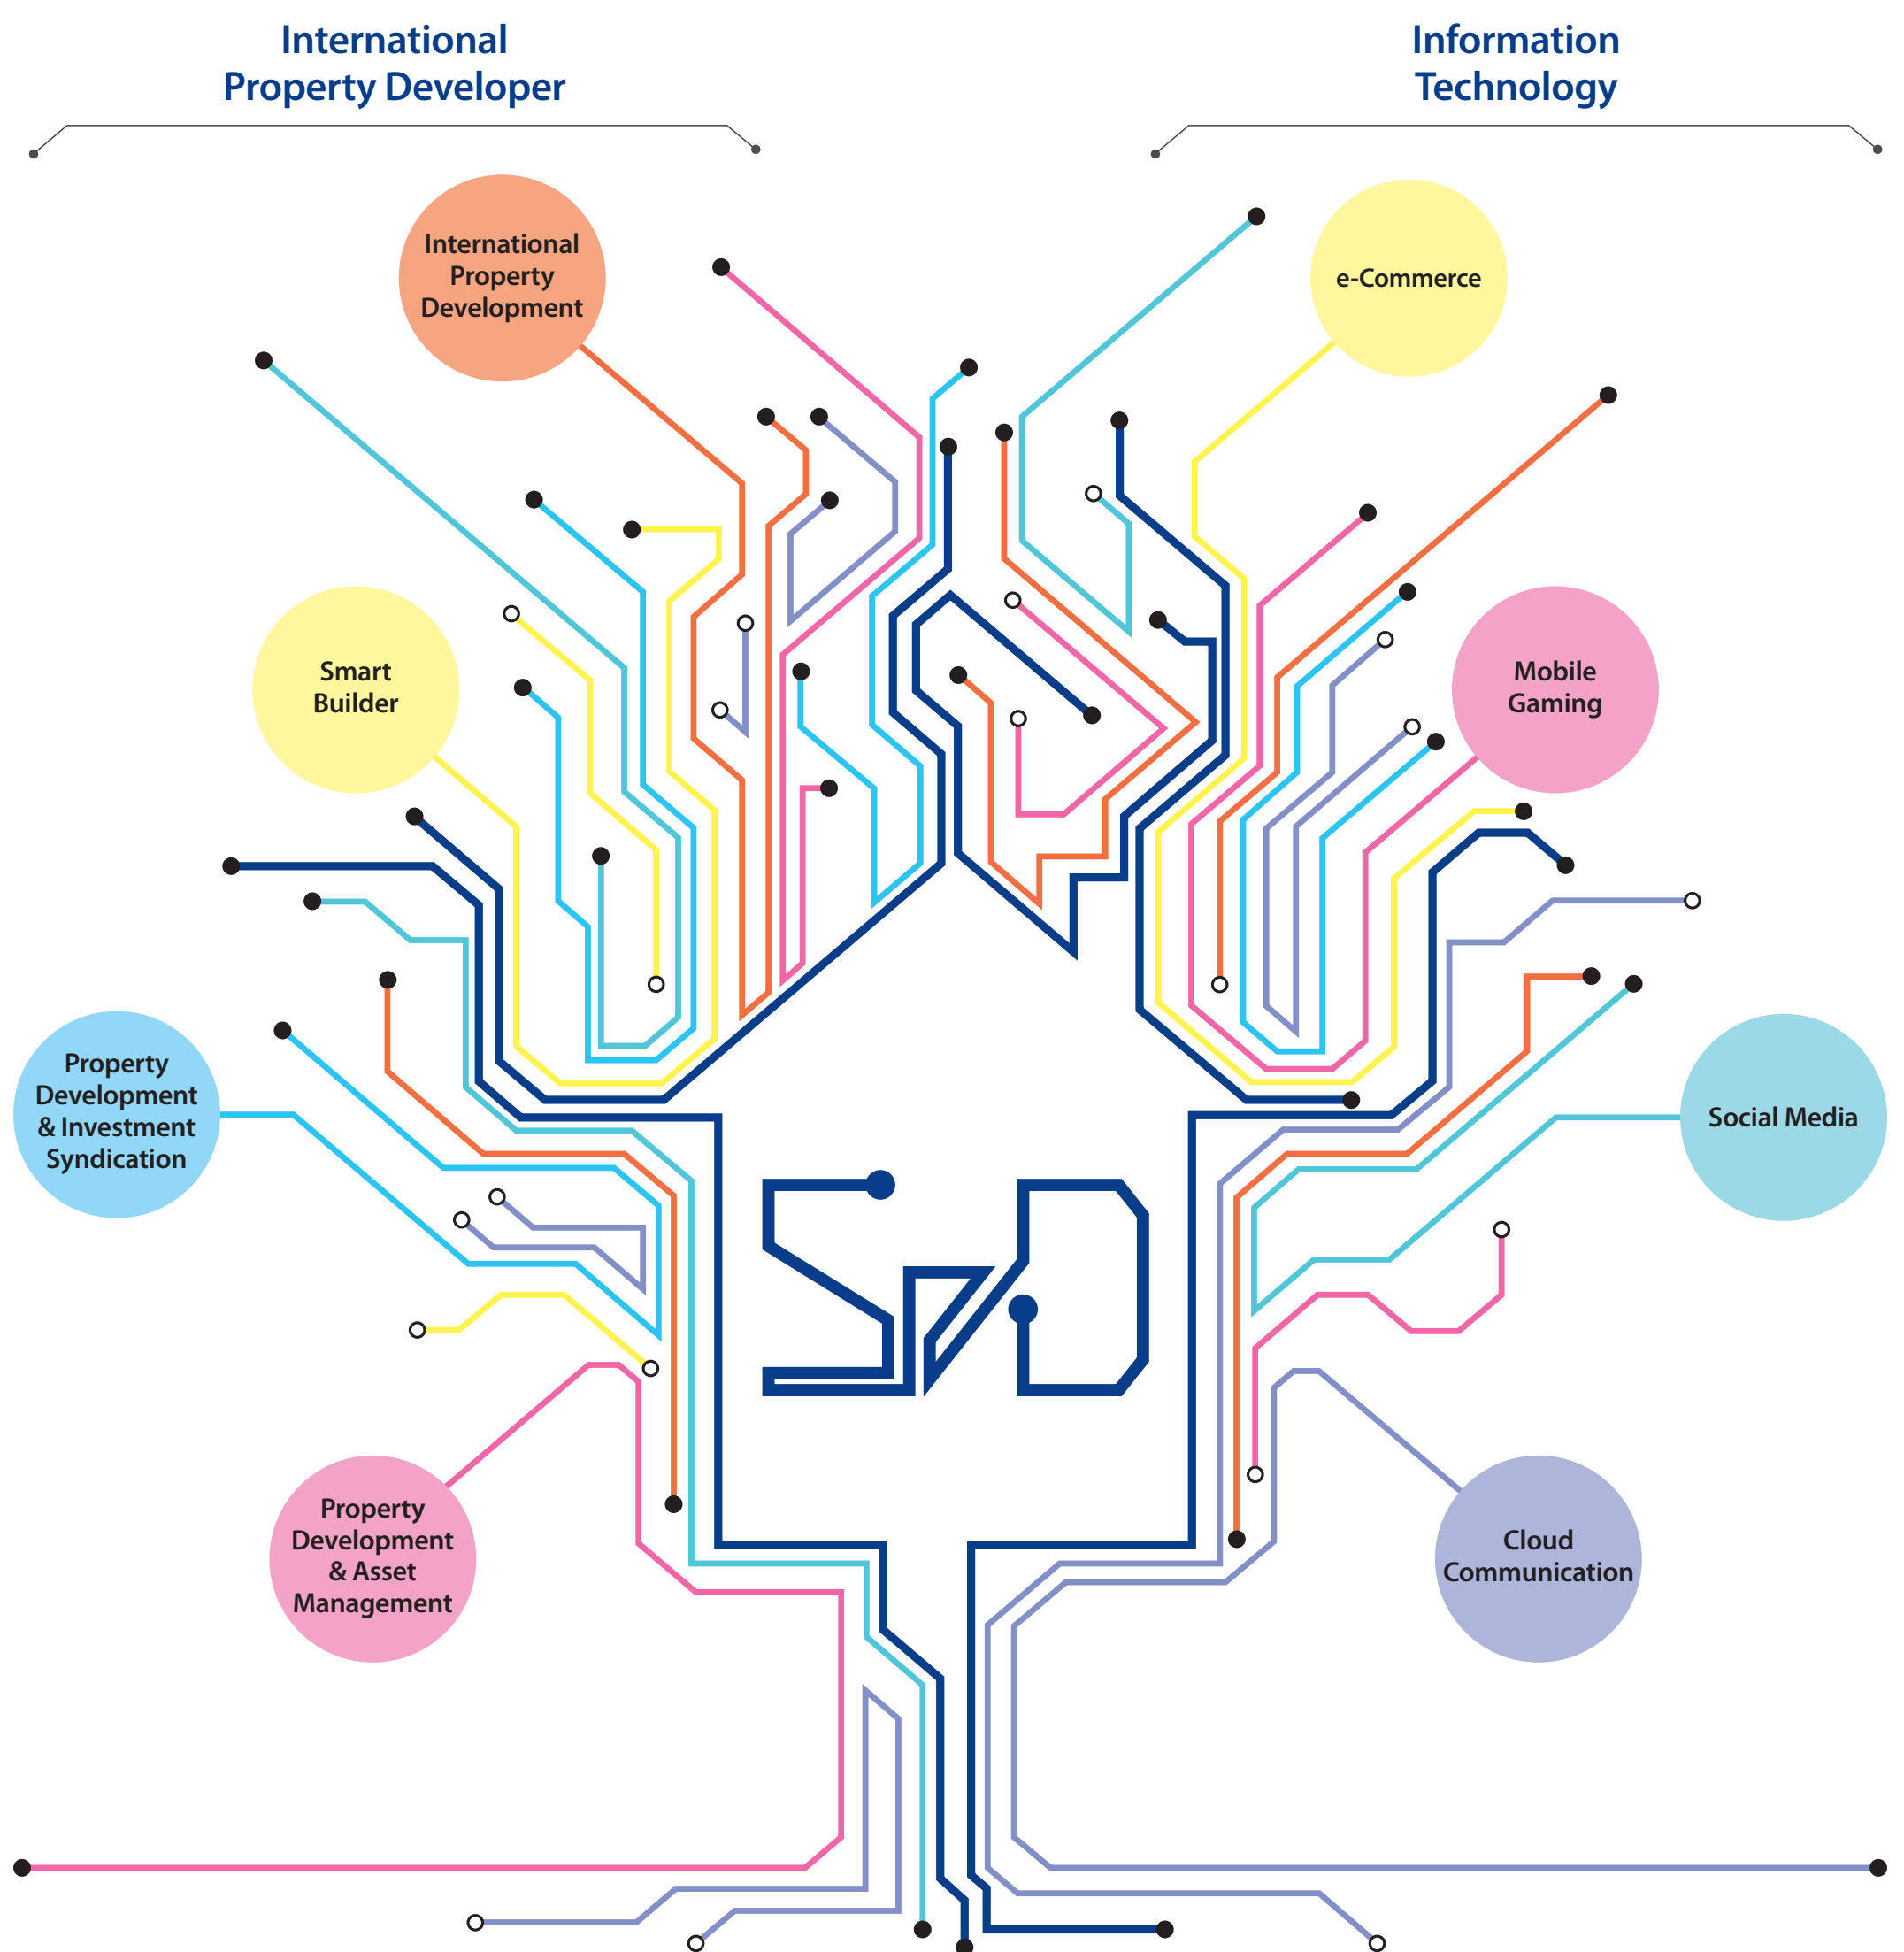 International
Property Developer
Information
Technology
International
Property
Development
e-Commerce
Smart
Builder
Mobile
Gaming
Property
Development
& Investment
Syndication
Social Media
Property
Development
& Asset
Management
Cloud
Communication